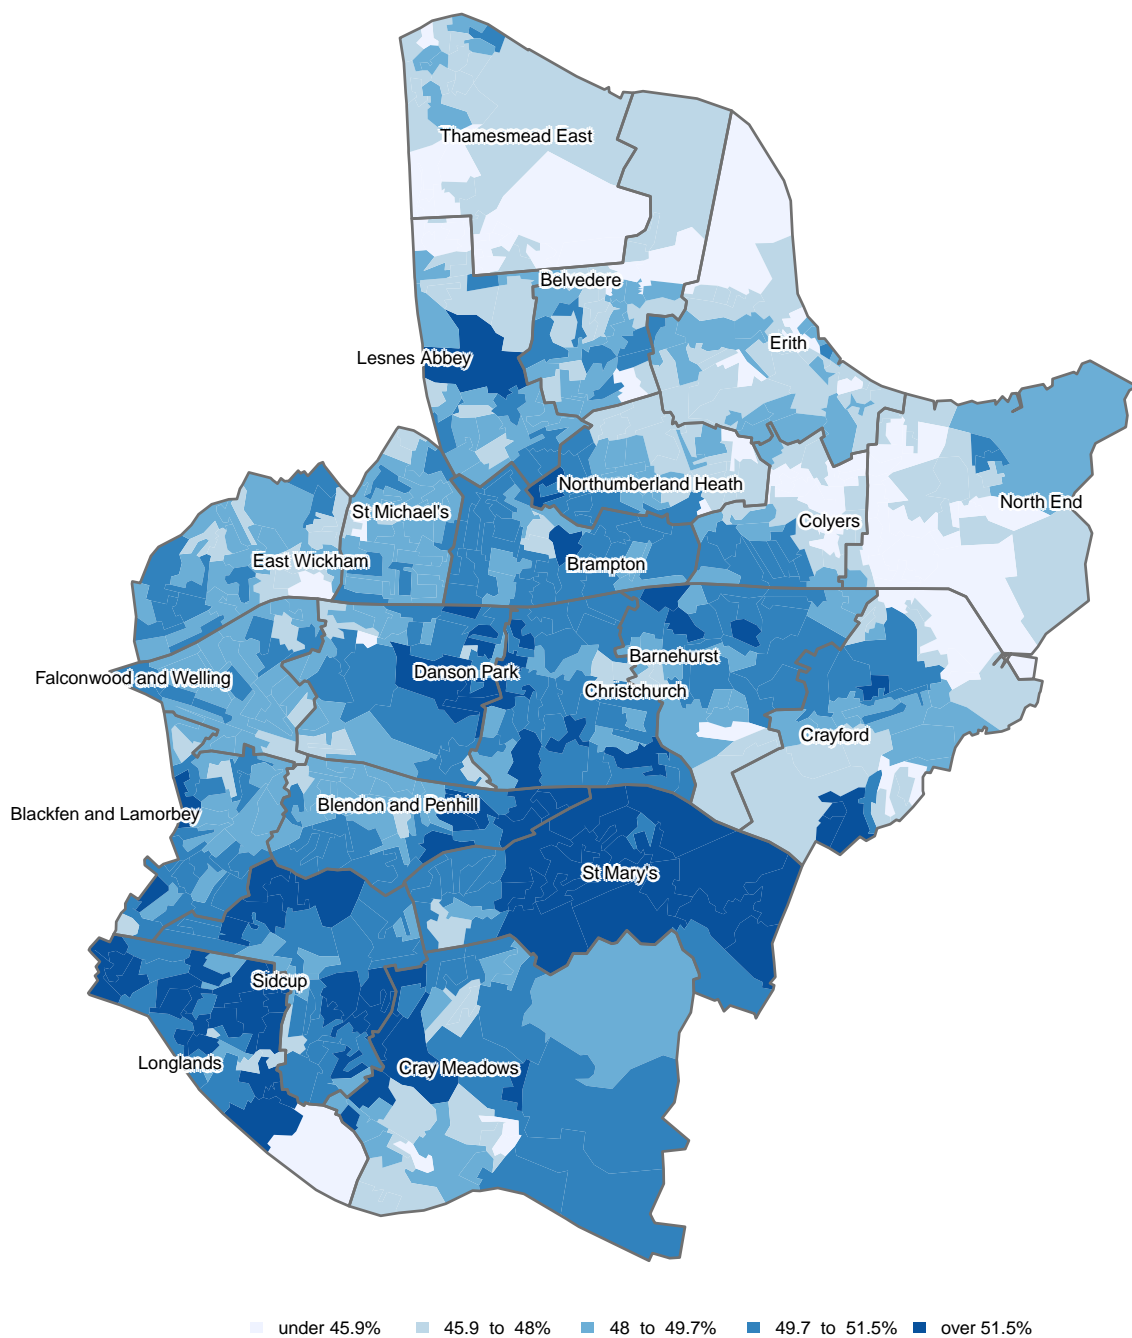 Thamesmead East
Belvedere
Erith
Lesnes Abbey
Northumberland Heath
North End
St Michael's
Colyers
East Wickham
Brampton
Barnehurst
Danson Park
Falconwood and Welling
Christchurch
Crayford
Blendon and Penhill
Blackfen and Lamorbey
St Mary's
Sidcup
Longlands
Cray Meadows
under 45.9% 45.9 to 48% 48 to 49.7% 49.7 to 51.5% over 51.5%